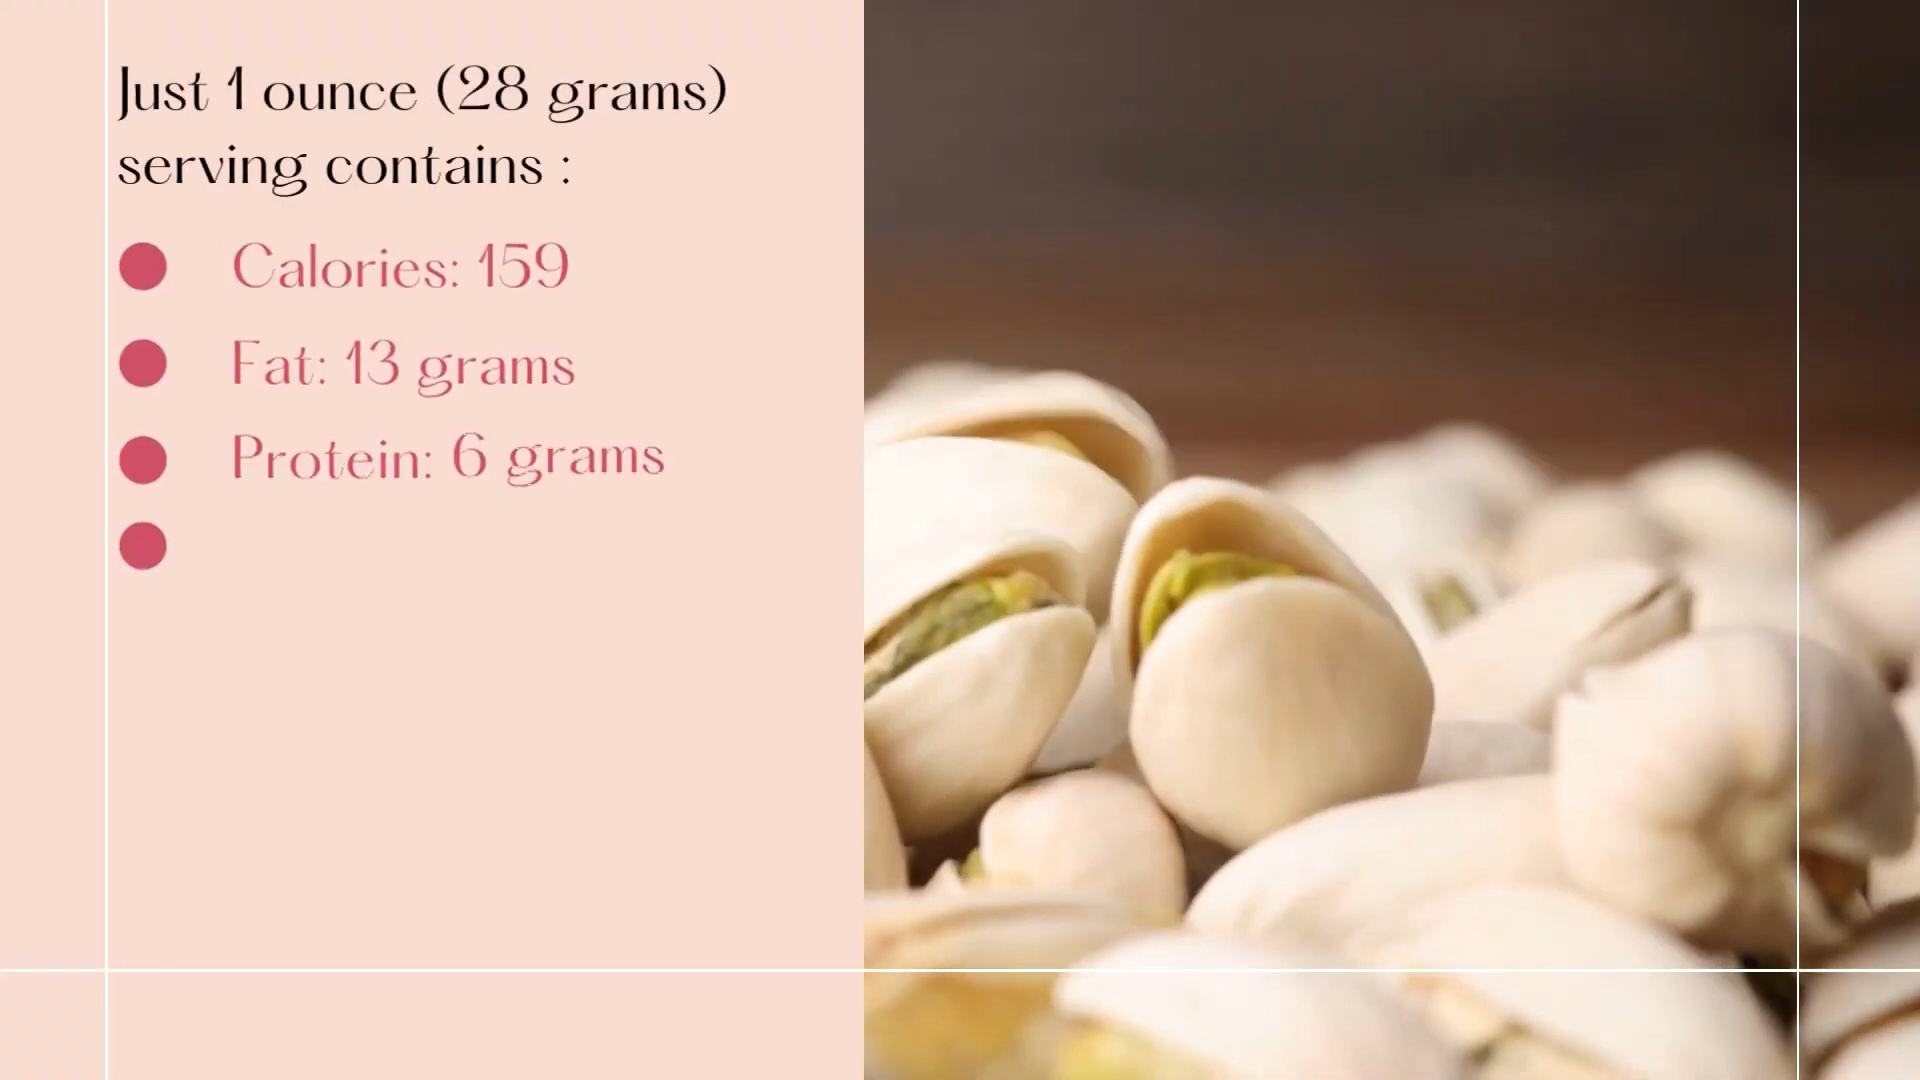 Just 1 ounce (28 grams)
serving contains :
Calories: 159
Fat: 13 grams
Protein: 6 grams